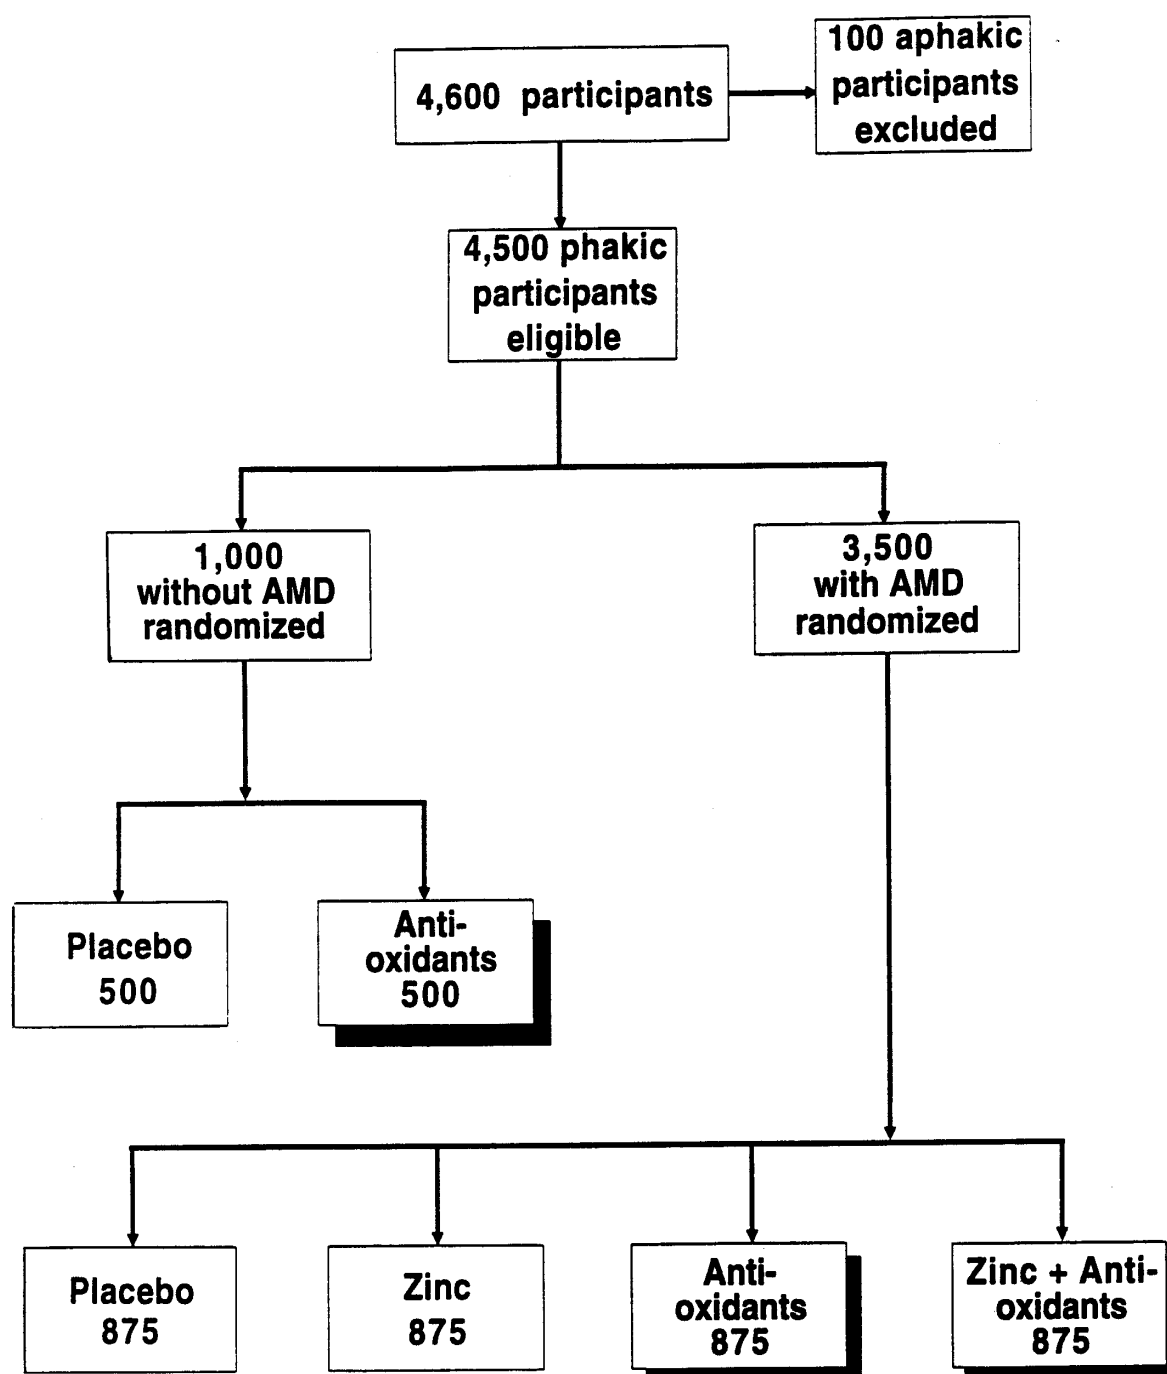 4,600 participants
100 aphakic
participants
excluded
4,500 phakic
participants
eligible
1,000
without AMD
randomized
3,500
with AMD
randomized
Placebo
500
Anti-
oxidants
500
Placebo
875
Zinc
875
Anti-
oxidants
875
Zinc + Anti-
oxidants
875